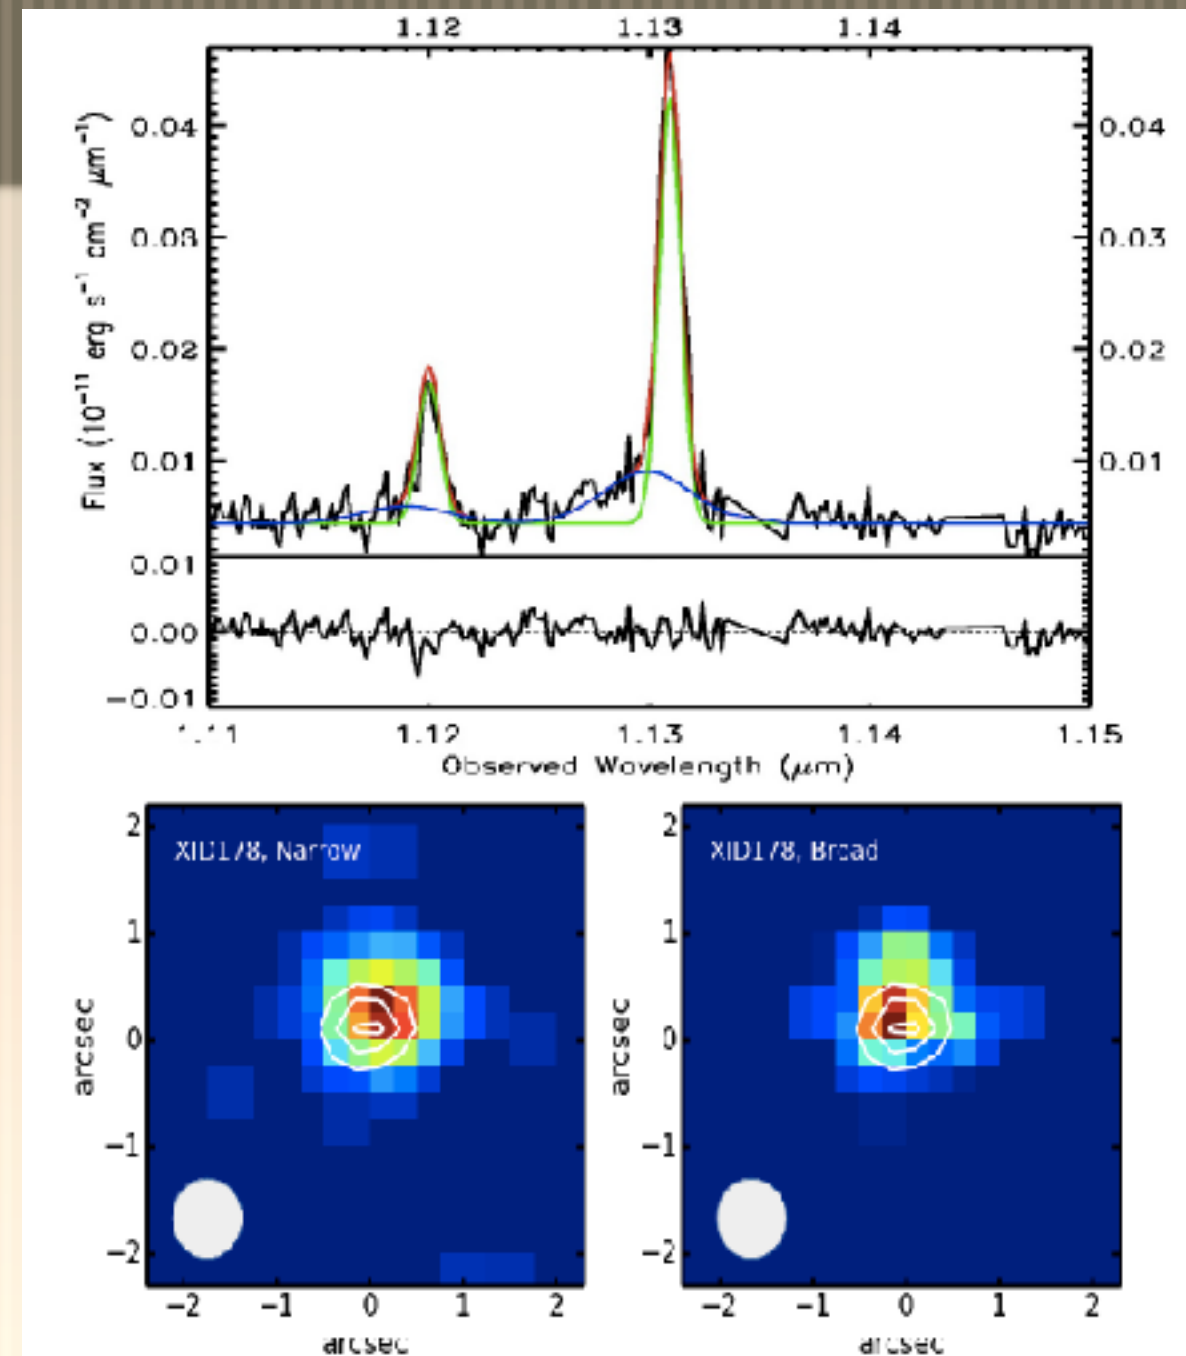 1.12 1.13 1.14
0.04 0.04
0.03 0.03
0.02 0.02
0.01 0.01
Flux (10⁻¹¹ erg s⁻¹ cm⁻² μm⁻¹)
0.01
0.00
−0.01
1.11 1.12 1.13 1.14 1.15
Observed Wavelength (μm)
XID178, Narrow
2
1
0
−1
−2
arcsec
−2 −1 0 1 2
arcsec
XID178, Broad
2
1
0
−1
−2
arcsec
−2 −1 0 1 2
arcsec